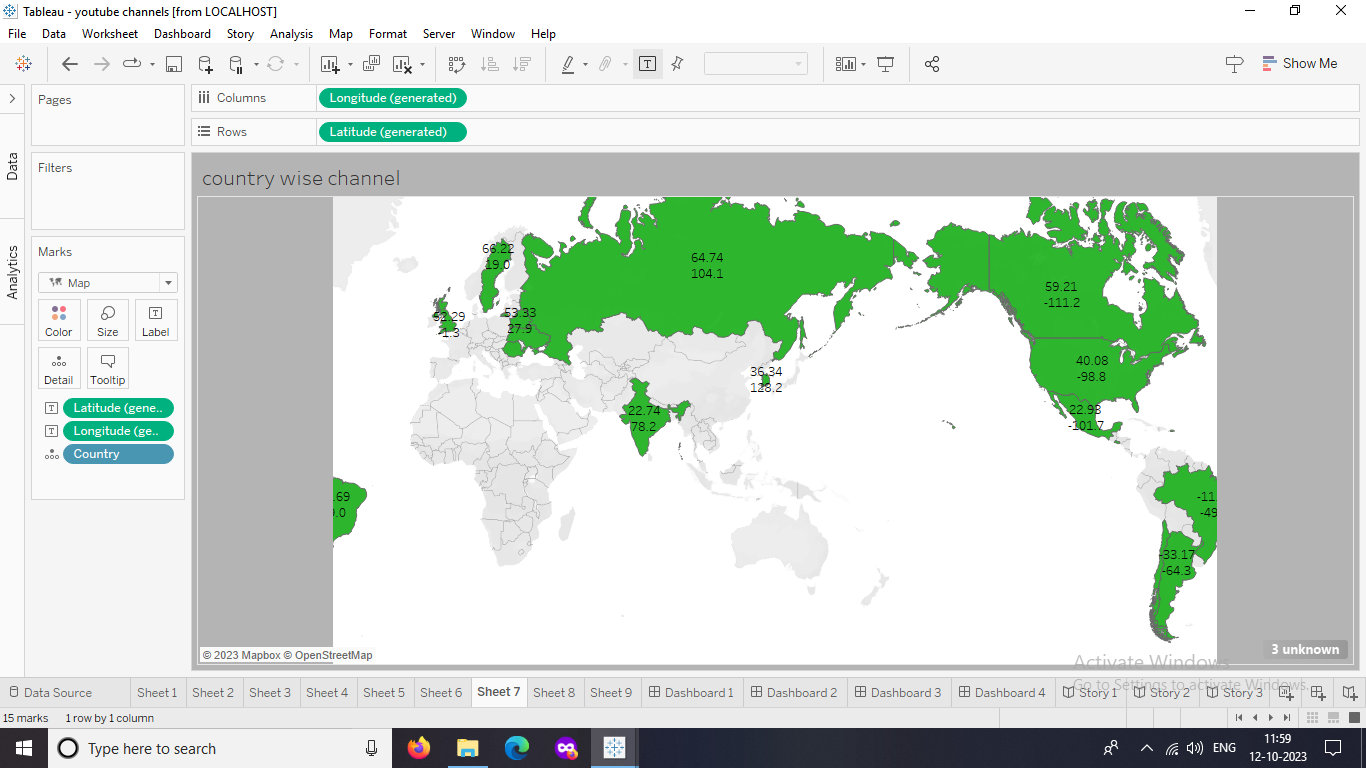 Tableau - youtube channels [from LOCALHOST]
File Data Worksheet Dashboard Story Analysis Map Format Server Window Help
Show Me
Data
Analytics
Pages
Filters
Marks
Map
Color Size Label
Detail Tooltip
Latitude (gene..
Longitude (ge..
Country
Columns Longitude (generated)
Rows Latitude (generated)
country wise channel
66.22
19.0
64.74
104.1
59.21
-111.2
53.33
27.9
-1.3
40.08
-98.8
36.34
128.2
22.74
78.2
-101.7
.69
-11.
-49
-33.17
-64.3
© 2023 Mapbox © OpenStreetMap
3 unknown
Activate Windows
Go to Settings to activate Windows.
Data Source Sheet 1 Sheet 2 Sheet 3 Sheet 4 Sheet 5 Sheet 6 Sheet 7 Sheet 8 Sheet 9 Dashboard 1 Dashboard 2 Dashboard 3 Dashboard 4 Story 1 Story 2 Story 3
15 marks 1 row by 1 column
Type here to search
ENG
11:59
12-10-2023